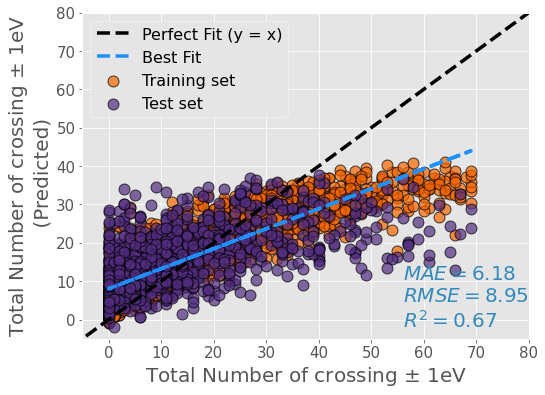 80
70
60
50
40
30
20
10
0
Total Number of crossing ± 1eV
(Predicted)
Perfect Fit (y = x)
Best Fit
Training set
Test set
MAE = 6.18
RMSE = 8.95
R² = 0.67
0 10 20 30 40 50 60 70 80
Total Number of crossing ± 1eV